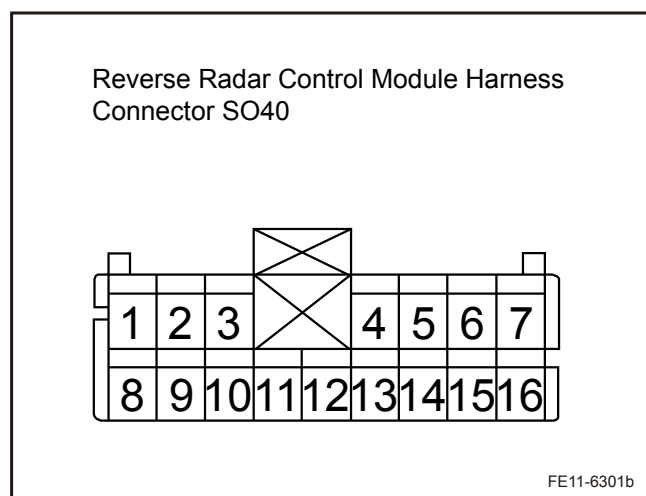 Reverse Radar Control Module Harness
Connector SO40
1 2 3 4 5 6 7
8 9 10 11 12 13 14 15 16
FE11-6301b